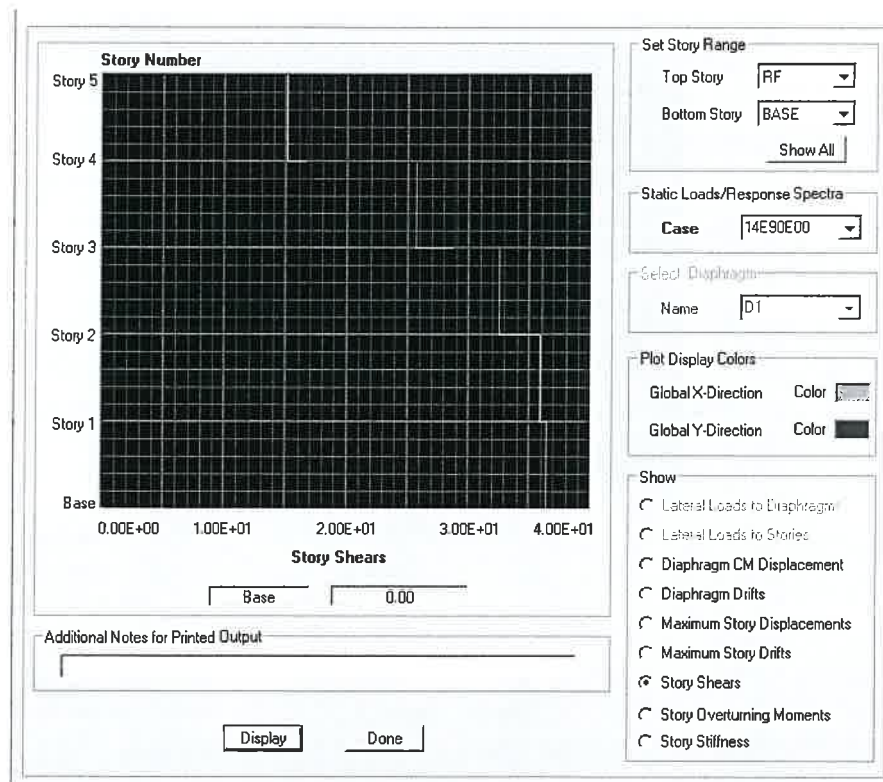 Story Number
Story 5
Story 4
Story 3
Story 2
Story 1
Base
0.00E+00 1.00E+01 2.00E+01 3.00E+01 4.00E+01
Story Shears
Base 0.00
Additional Notes for Printed Output
Display Done
Set Story Range
Top Story RF
Bottom Story BASE
Show All
Static Loads/Response Spectra
Case 14E90E00
Select Diaphragm
Name D1
Plot Display Colors
Global X-Direction Color
Global Y-Direction Color
Show
Lateral Loads to Diaphragm
Lateral Loads to Stories
Diaphragm CM Displacement
Diaphragm Drifts
Maximum Story Displacements
Maximum Story Drifts
Story Shears
Story Overturning Moments
Story Stiffness